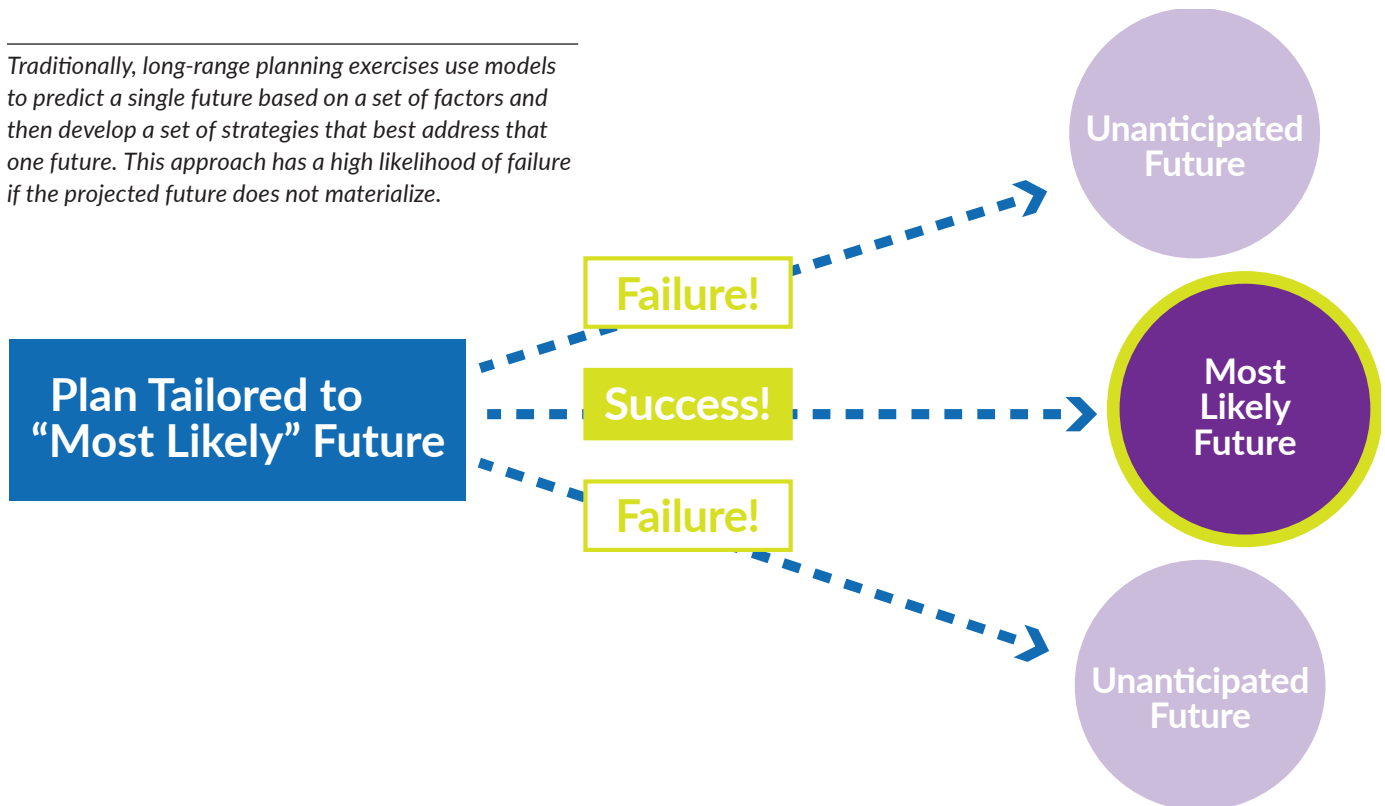 Traditionally, long-range planning exercises use models
to predict a single future based on a set of factors and
then develop a set of strategies that best address that
one future. This approach has a high likelihood of failure
if the projected future does not materialize.
Plan Tailored to
“Most Likely” Future
Failure!
Success!
Failure!
Unanticipated
Future
Most
Likely
Future
Unanticipated
Future